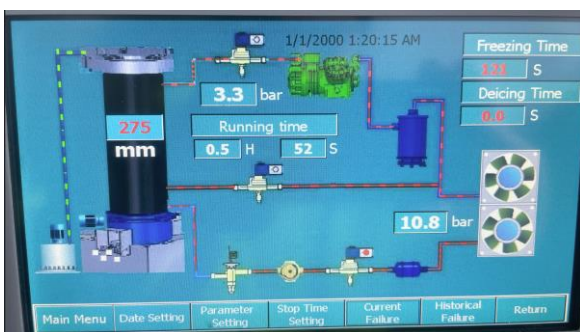 1/1/2000 1:20:15 AM
Freezing Time
131 S
Deicing Time
0.0 S
3.3 bar
Running time
0.5 H 52 S
275
mm
10.8 bar
Main Menu
Date Setting
Parameter
Setting
Stop Time
Setting
Current
Failure
Historical
Failure
Return